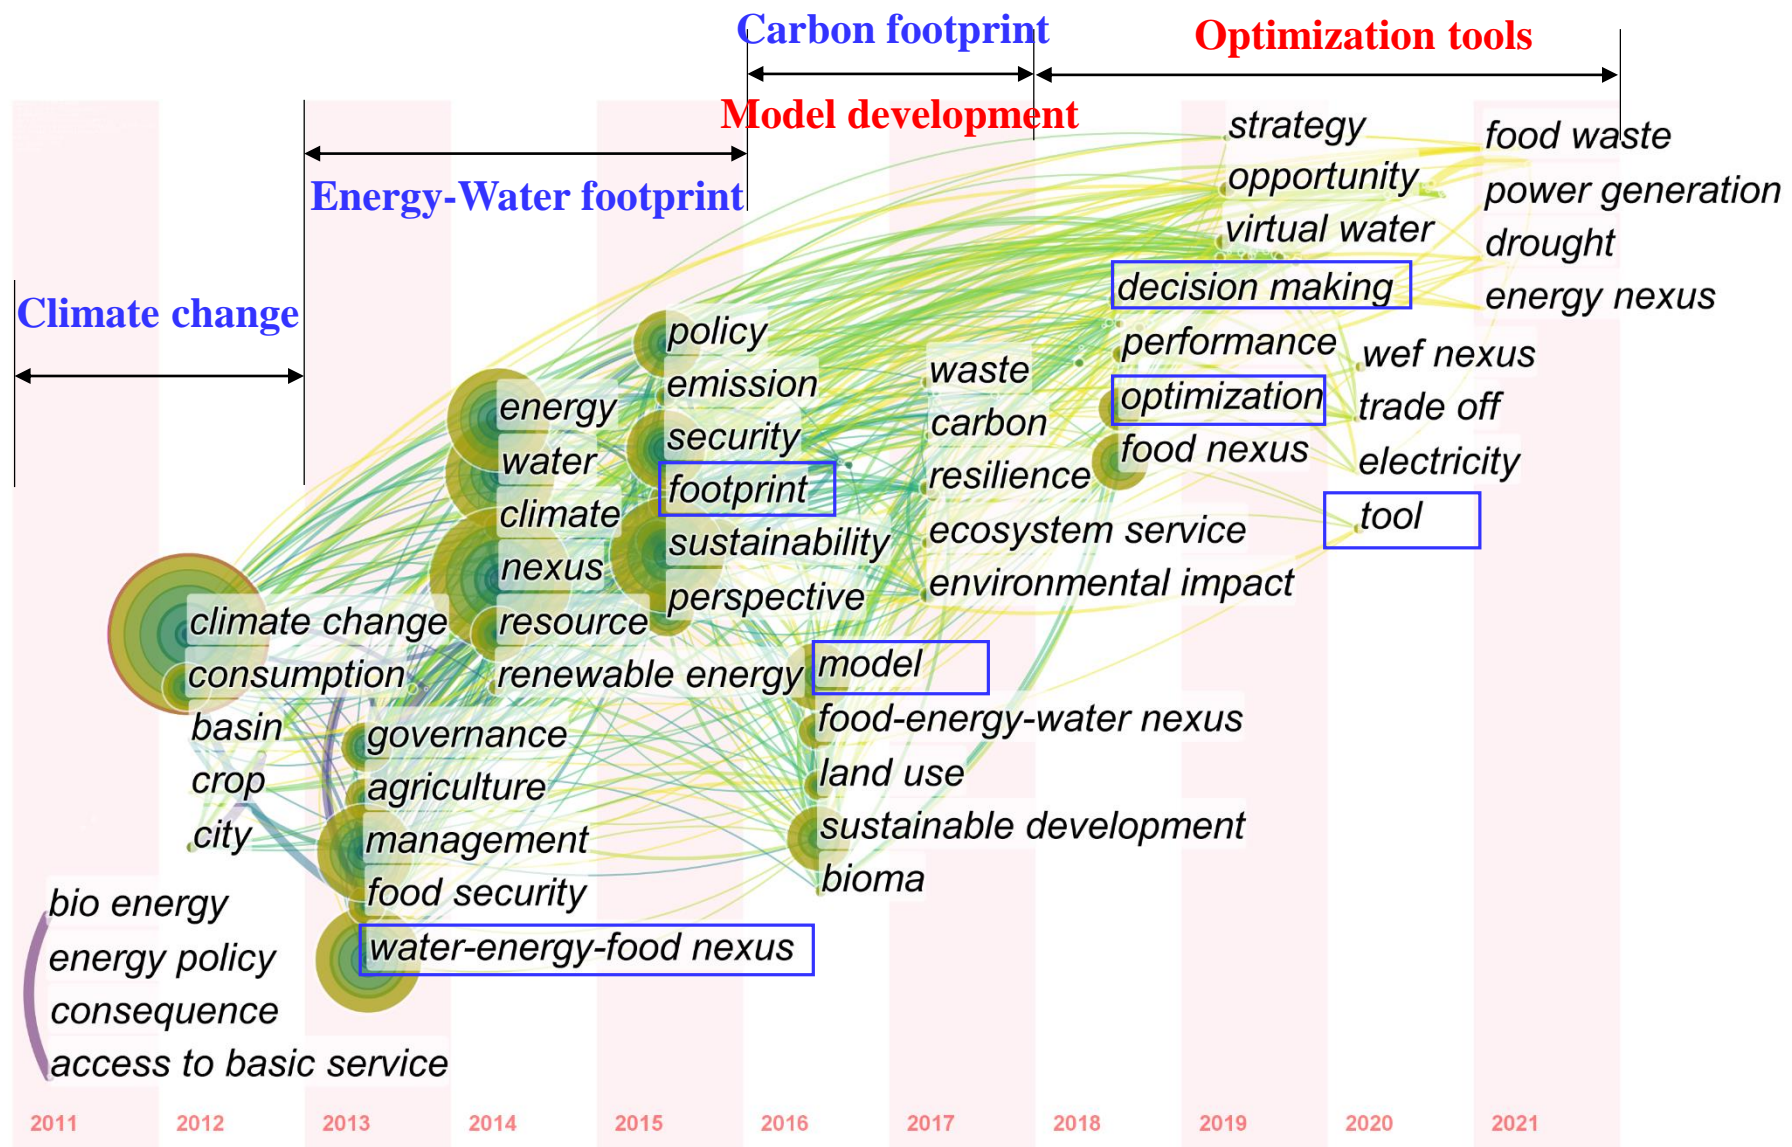 Carbon footprint
Optimization tools
Model development
Energy-Water footprint
Climate change
strategy
opportunity
virtual water
food waste
power generation
drought
energy nexus
decision making
performance
optimization
food nexus
wef nexus
trade off
electricity
tool
policy
emission
security
footprint
sustainability
perspective
waste
carbon
resilience
ecosystem service
environmental impact
energy
water
climate
nexus
resource
renewable energy
model
food-energy-water nexus
land use
sustainable development
bioma
climate change
consumption
basin
crop
city
governance
agriculture
management
food security
water-energy-food nexus
bio energy
energy policy
consequence
access to basic service
2011 2012 2013 2014 2015 2016 2017 2018 2019 2020 2021